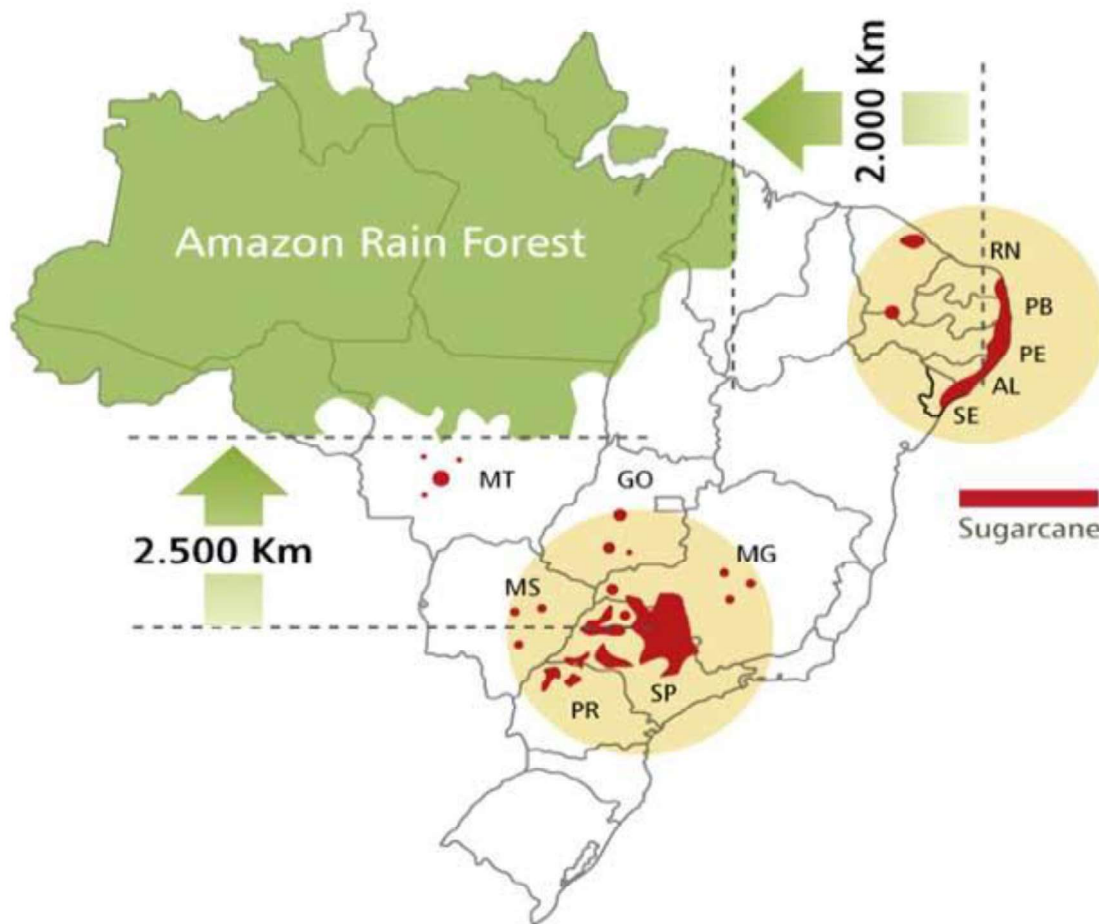 2.000 Km
Amazon Rain Forest
RN
PB
PE
AL
SE
MT
GO
Sugarcane
2.500 Km
MG
MS
SP
PR